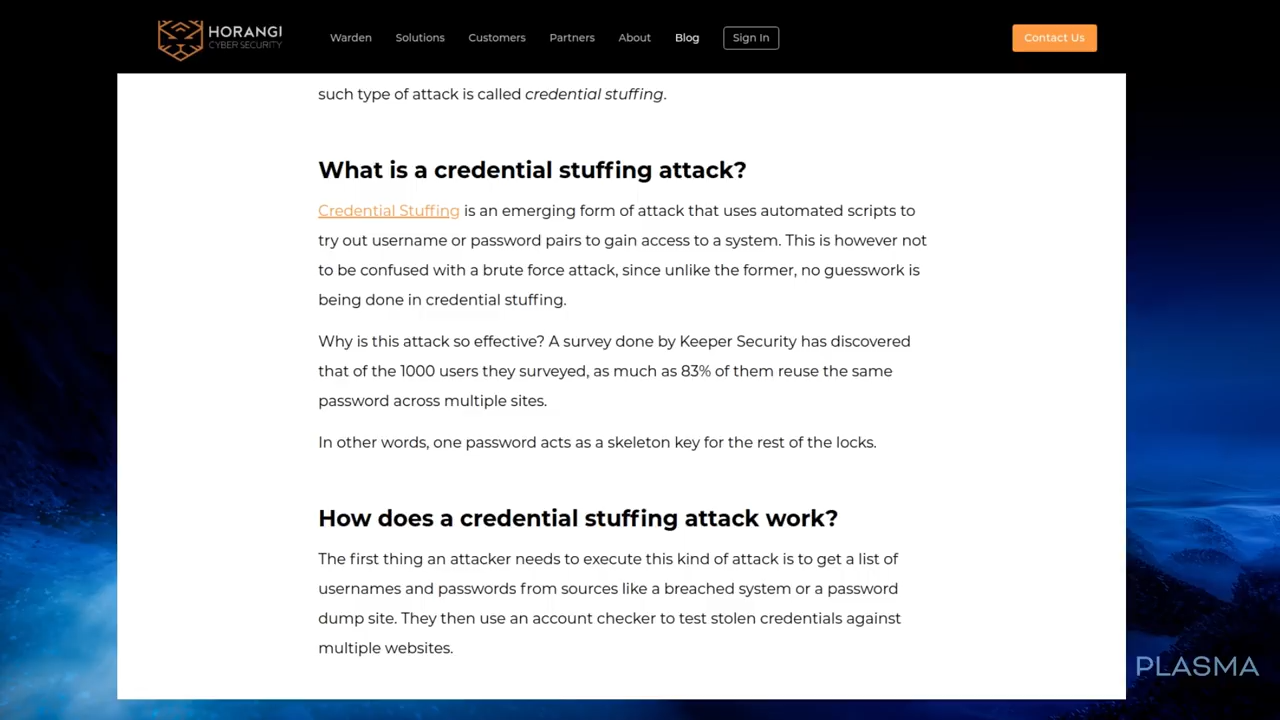 HORANGI
CYBER SECURITY
Warden
Solutions
Customers
Partners
About
Blog
Sign In
Contact Us
such type of attack is called credential stuffing.
What is a credential stuffing attack?
Credential Stuffing is an emerging form of attack that uses automated scripts to
try out username or password pairs to gain access to a system. This is however not
to be confused with a brute force attack, since unlike the former, no guesswork is
being done in credential stuffing.
Why is this attack so effective? A survey done by Keeper Security has discovered
that of the 1000 users they surveyed, as much as 83% of them reuse the same
password across multiple sites.
In other words, one password acts as a skeleton key for the rest of the locks.
How does a credential stuffing attack work?
The first thing an attacker needs to execute this kind of attack is to get a list of
usernames and passwords from sources like a breached system or a password
dump site. They then use an account checker to test stolen credentials against
multiple websites.
PLASMA